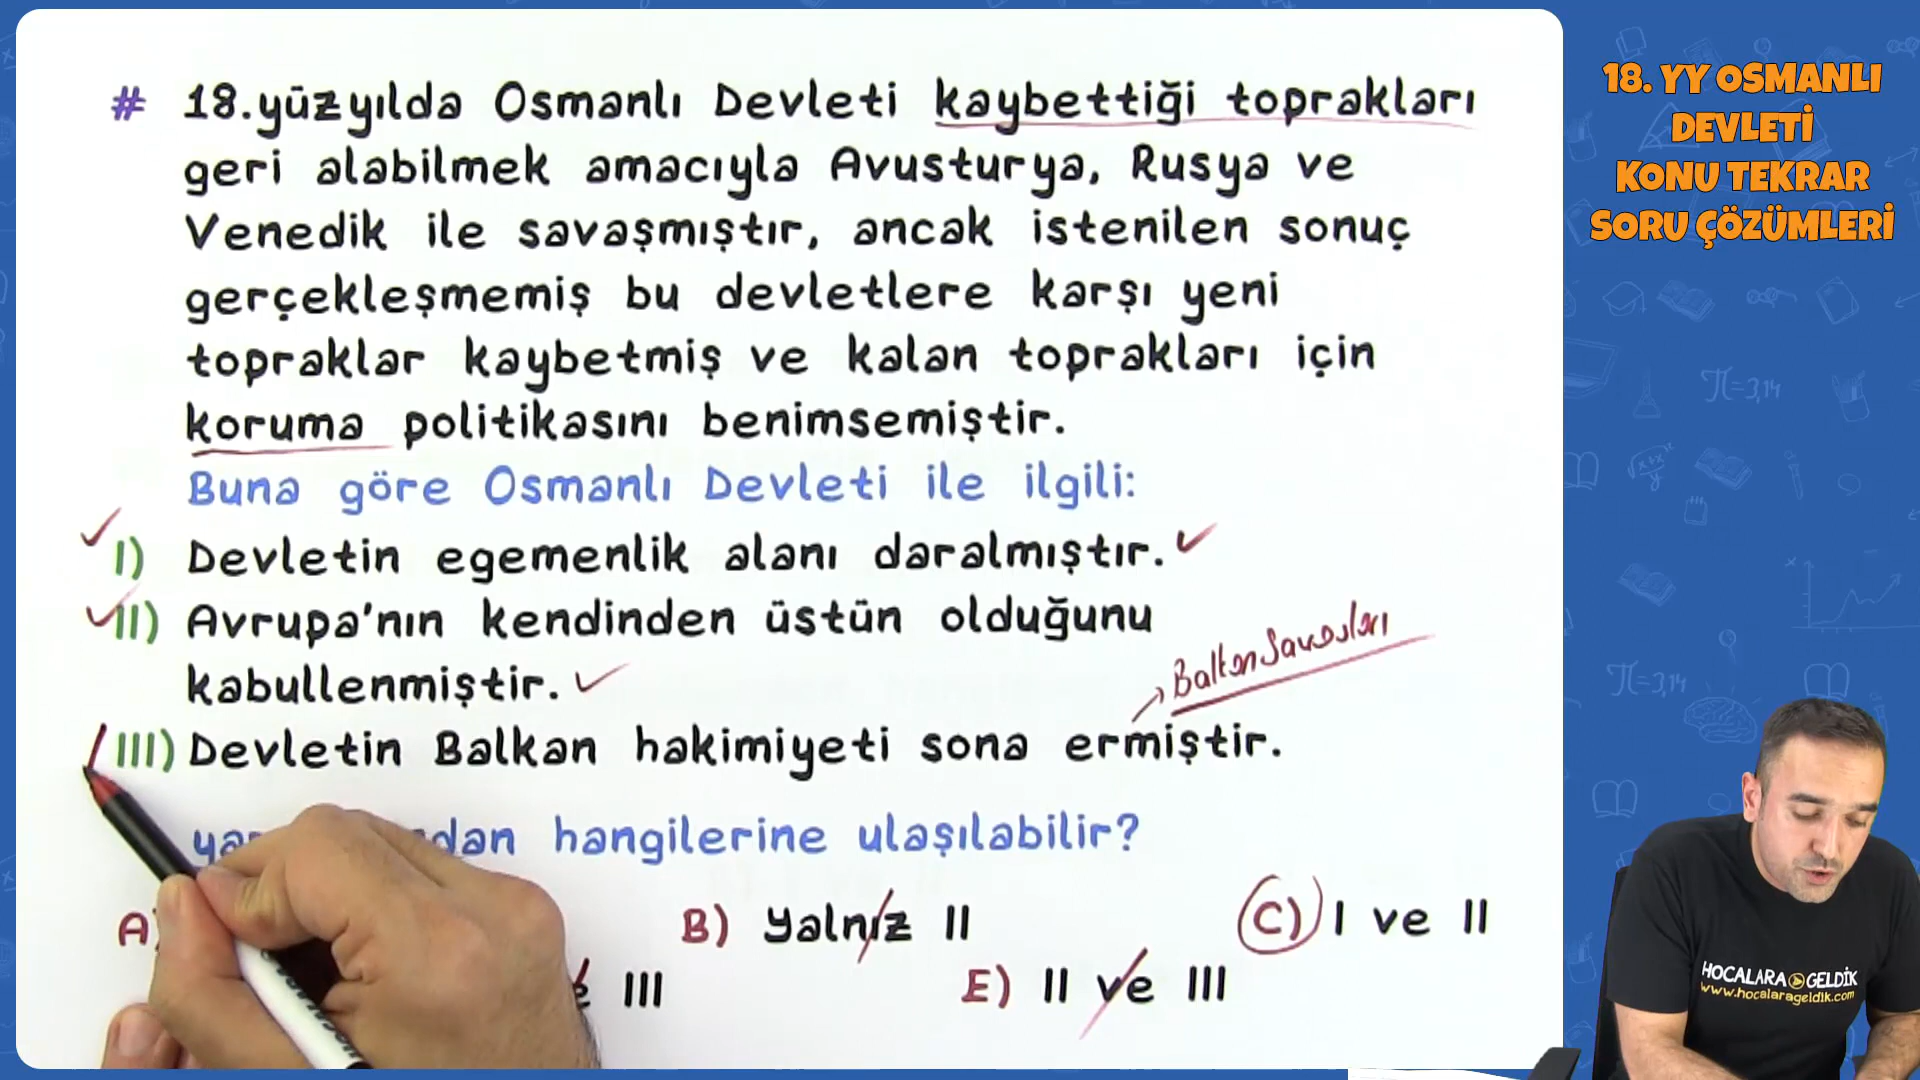 # 18.yüzyılda Osmanlı Devleti kaybettiği toprakları
geri alabilmek amacıyla Avusturya, Rusya ve
Venedik ile savaşmıştır, ancak istenilen sonuç
gerçekleşmemiş bu devletlere karşı yeni
topraklar kaybetmiş ve kalan toprakları için
koruma politikasını benimsemiştir.
Buna göre Osmanlı Devleti ile ilgili:
I) Devletin egemenlik alanı daralmıştır.
II) Avrupa'nın kendinden üstün olduğunu
kabullenmiştir.
Balkan Savaşları
III) Devletin Balkan hakimiyeti sona ermiştir.
hangilerine ulaşılabilir?
A)
B) Yalnız II
C) I ve II
III
E) II ve III
18. YY OSMANLI
DEVLETİ
KONU TEKRAR
SORU ÇÖZÜMLERİ
HOCALARA GELDİK
www.hocalarageldik.com